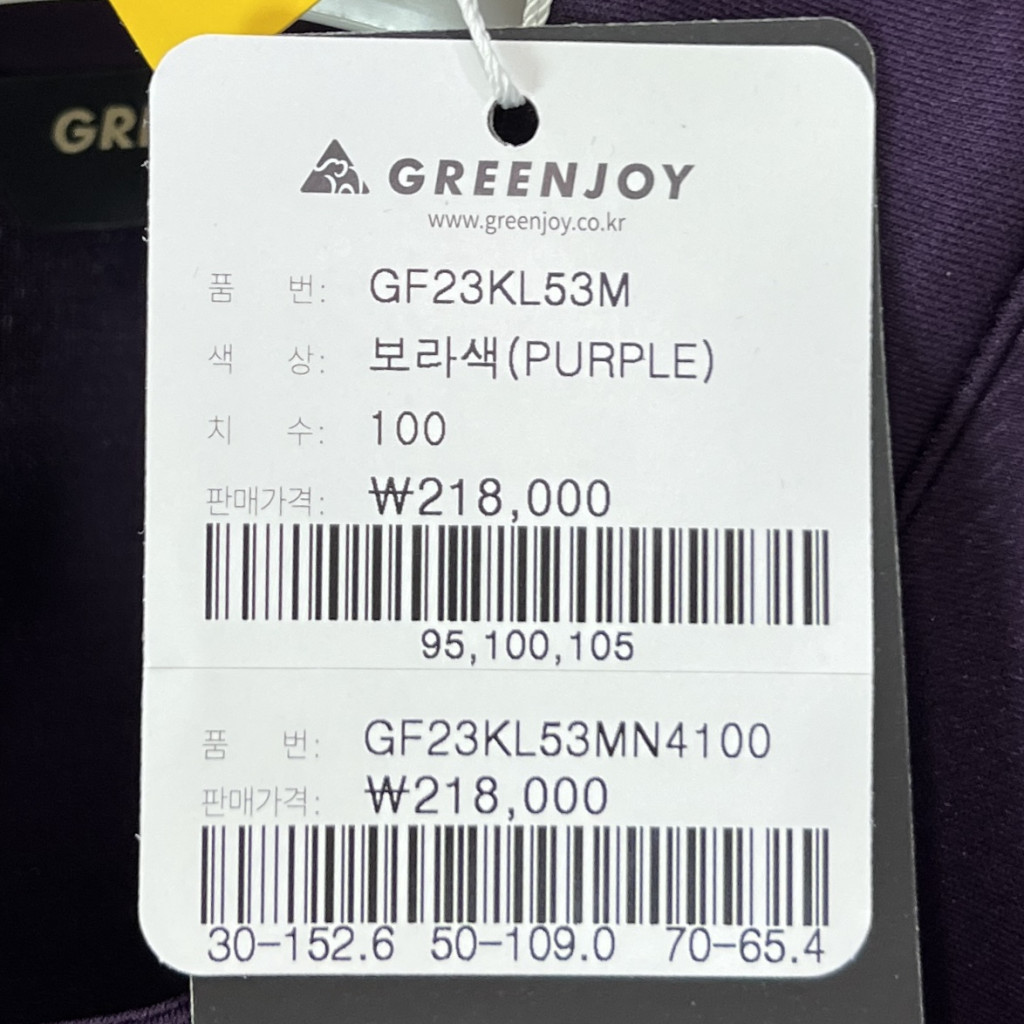 GREENJOY
www.greenjoy.co.kr
품 번: GF23KL53M
색 상: 보라색(PURPLE)
치 수: 100
판매가격: ₩218,000
95,100,105
품 번: GF23KL53MN4100
판매가격: ₩218,000
30-152.6 50-109.0 70-65.4